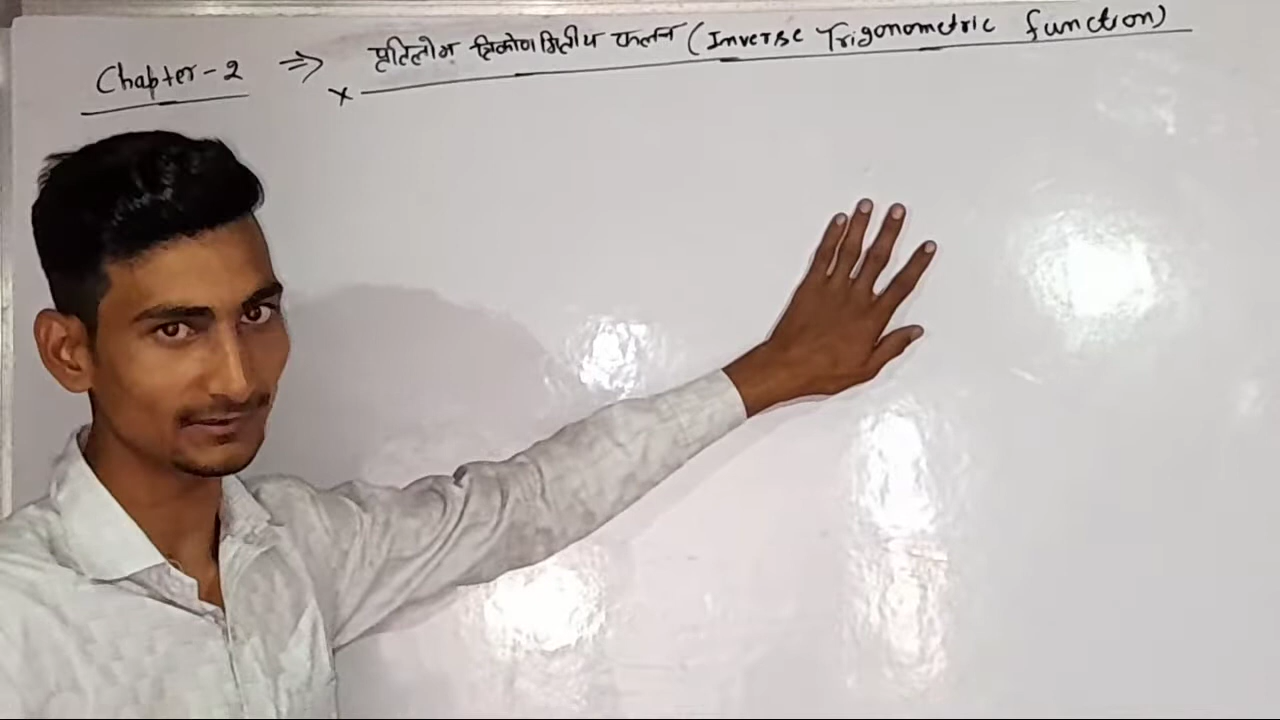 Chapter-2 ⇒ प्रतिलोम त्रिकोणमितीय फलन (Inverse Trigonometric function)